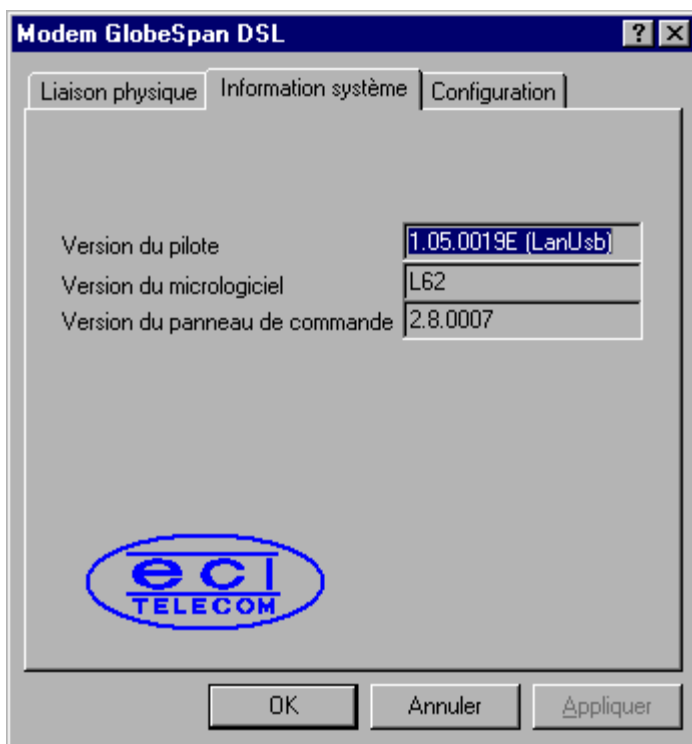 Modem GlobeSpan DSL
Liaison physique Information système Configuration
Version du pilote 1.05.0019E (LanUsb)
Version du micrologiciel L62
Version du panneau de commande 2.8.0007
eci
TELECOM
OK Annuler Appliquer